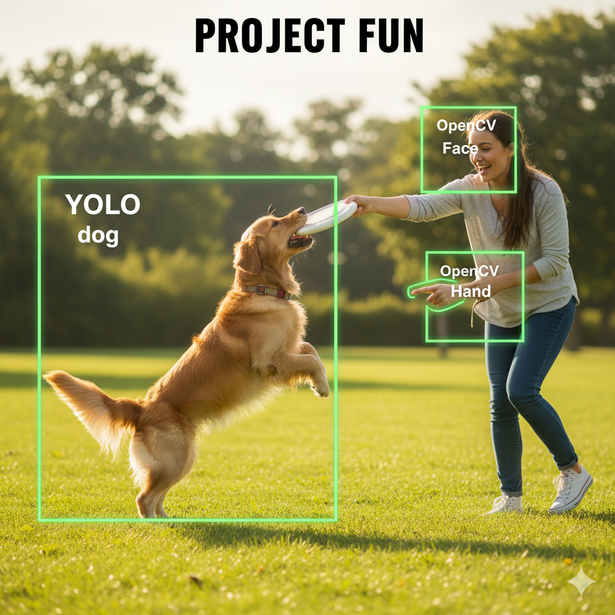 PROJECT FUN
OpenCV
Face
YOLO
dog
OpenCV
Hand